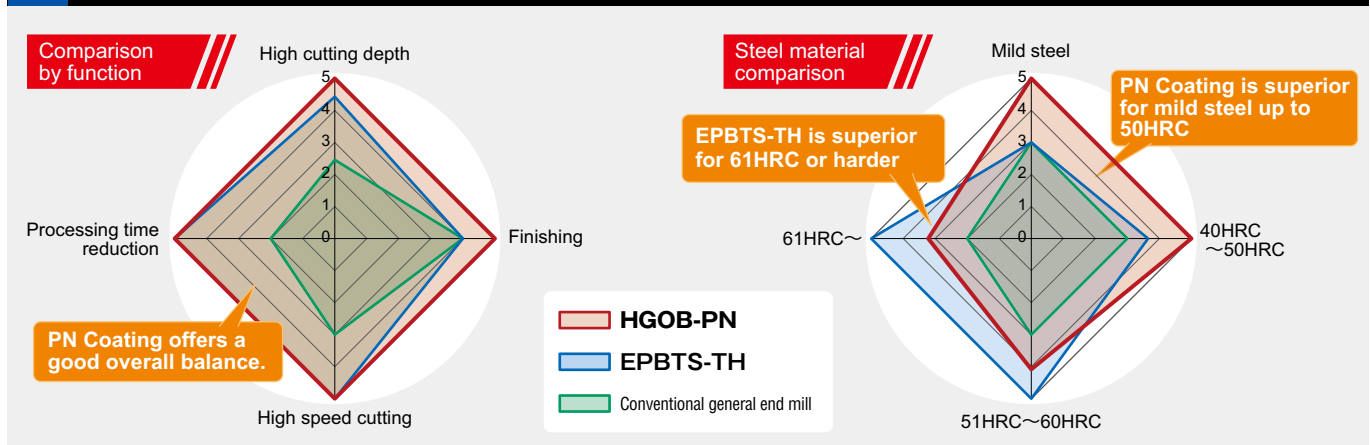 Comparison
by function
High cutting depth
5
4
3
2
1
0
Processing time
reduction
Finishing
High speed cutting
PN Coating offers a
good overall balance.
HGOB-PN
EPBTS-TH
Conventional general end mill
Steel material
comparison
Mild steel
5
4
3
2
1
0
PN Coating is superior
for mild steel up to
50HRC
EPBTS-TH is superior
for 61HRC or harder
61HRC～
40HRC
～50HRC
51HRC～60HRC